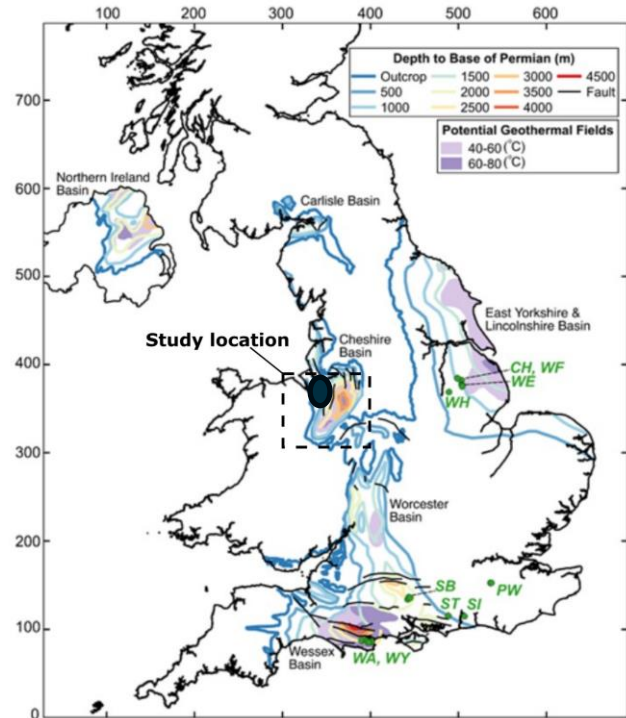 0 100 200 300 400 500 600
Depth to Base of Permian (m)
Outcrop 1500 3000 4500
500 2000 3500 Fault
1000 2500 4000
700
Potential Geothermal Fields
40-60 (°C)
60-80 (°C)
Northern Ireland
Basin
600
Carlisle Basin
500
East Yorkshire &
Lincolnshire Basin
Study location
Cheshire
Basin
400
CH, WF
WE
WH
300
Worcester
Basin
200
SB
PW
ST SI
100
Wessex
Basin
WA, WY
0